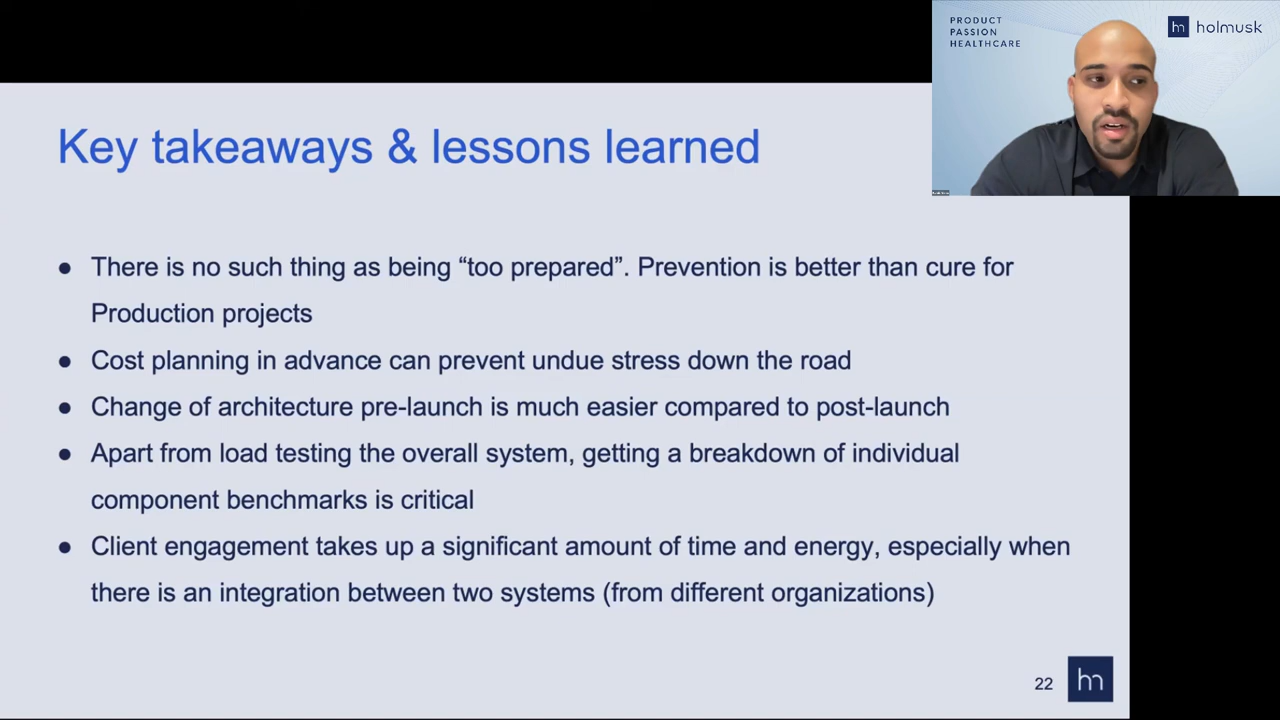 PRODUCT
PASSION
HEALTHCARE
hm holmusk
Key takeaways & lessons learned
● There is no such thing as being “too prepared”. Prevention is better than cure for
Production projects
● Cost planning in advance can prevent undue stress down the road
● Change of architecture pre-launch is much easier compared to post-launch
● Apart from load testing the overall system, getting a breakdown of individual
component benchmarks is critical
● Client engagement takes up a significant amount of time and energy, especially when
there is an integration between two systems (from different organizations)
22
hm